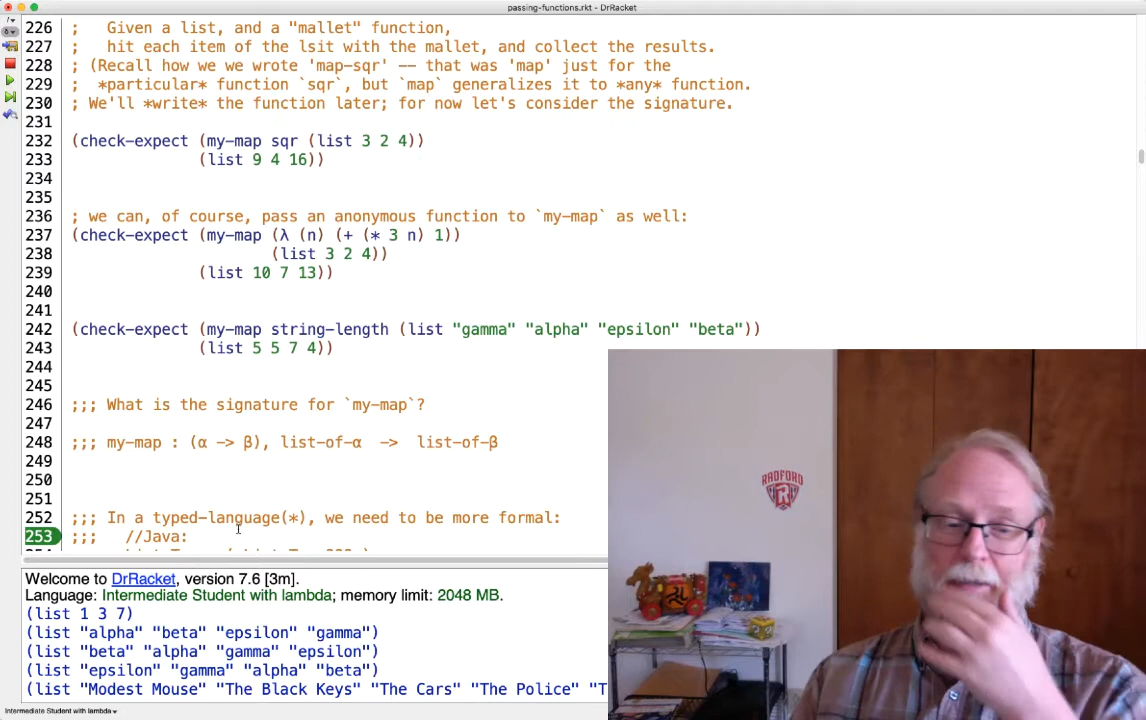 passing-functions.rkt - DrRacket
226 ;   Given a list, and a "mallet" function,
227 ;   hit each item of the lsit with the mallet, and collect the results.
228 ; (Recall how we we wrote 'map-sqr' -- that was 'map' just for the
229 ;  *particular* function `sqr`, but `map` generalizes it to *any* function.
230 ; We'll *write* the function later; for now let's consider the signature.
231
232 (check-expect (my-map sqr (list 3 2 4))
233               (list 9 4 16))
234
235
236 ; we can, of course, pass an anonymous function to `my-map` as well:
237 (check-expect (my-map (λ (n) (+ (* 3 n) 1))
238                       (list 3 2 4))
239               (list 10 7 13))
240
241
242 (check-expect (my-map string-length (list "gamma" "alpha" "epsilon" "beta"))
243               (list 5 5 7 4))
244
245
246 ;;; What is the signature for `my-map`?
247
248 ;;; my-map : (α -> β), list-of-α  ->  list-of-β
249
250
251
252 ;;; In a typed-language(*), we need to be more formal:
253 ;;;   //Java:
RADFORD
Welcome to DrRacket, version 7.6 [3m].
Language: Intermediate Student with lambda; memory limit: 2048 MB.
(list 1 3 7)
(list "alpha" "beta" "epsilon" "gamma")
(list "beta" "alpha" "gamma" "epsilon")
(list "epsilon" "gamma" "alpha" "beta")
(list "Modest Mouse" "The Black Keys" "The Cars" "The Police" "T
Intermediate Student with lambda